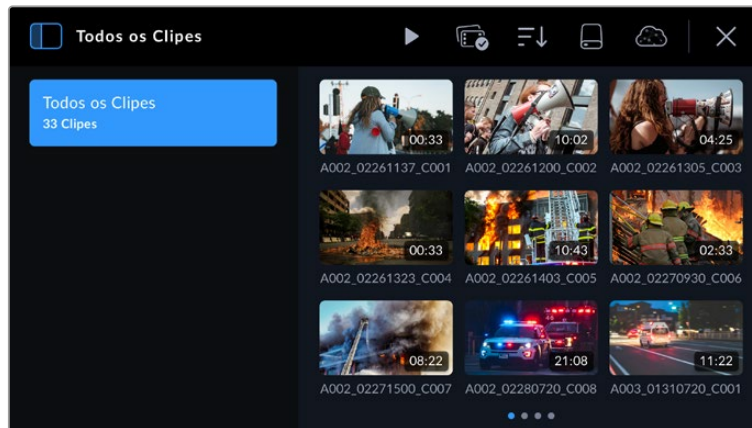 Todos os Clipes
Todos os Clipes
33 Clipes
00:33
10:02
04:25
A002_02261137_C001
A002_02261200_C002
A002_02261305_C003
00:33
10:43
02:33
A002_02261323_C004
A002_02261403_C005
A002_02270930_C006
08:22
21:08
11:22
A002_02271500_C007
A002_02280720_C008
A003_01310720_C001